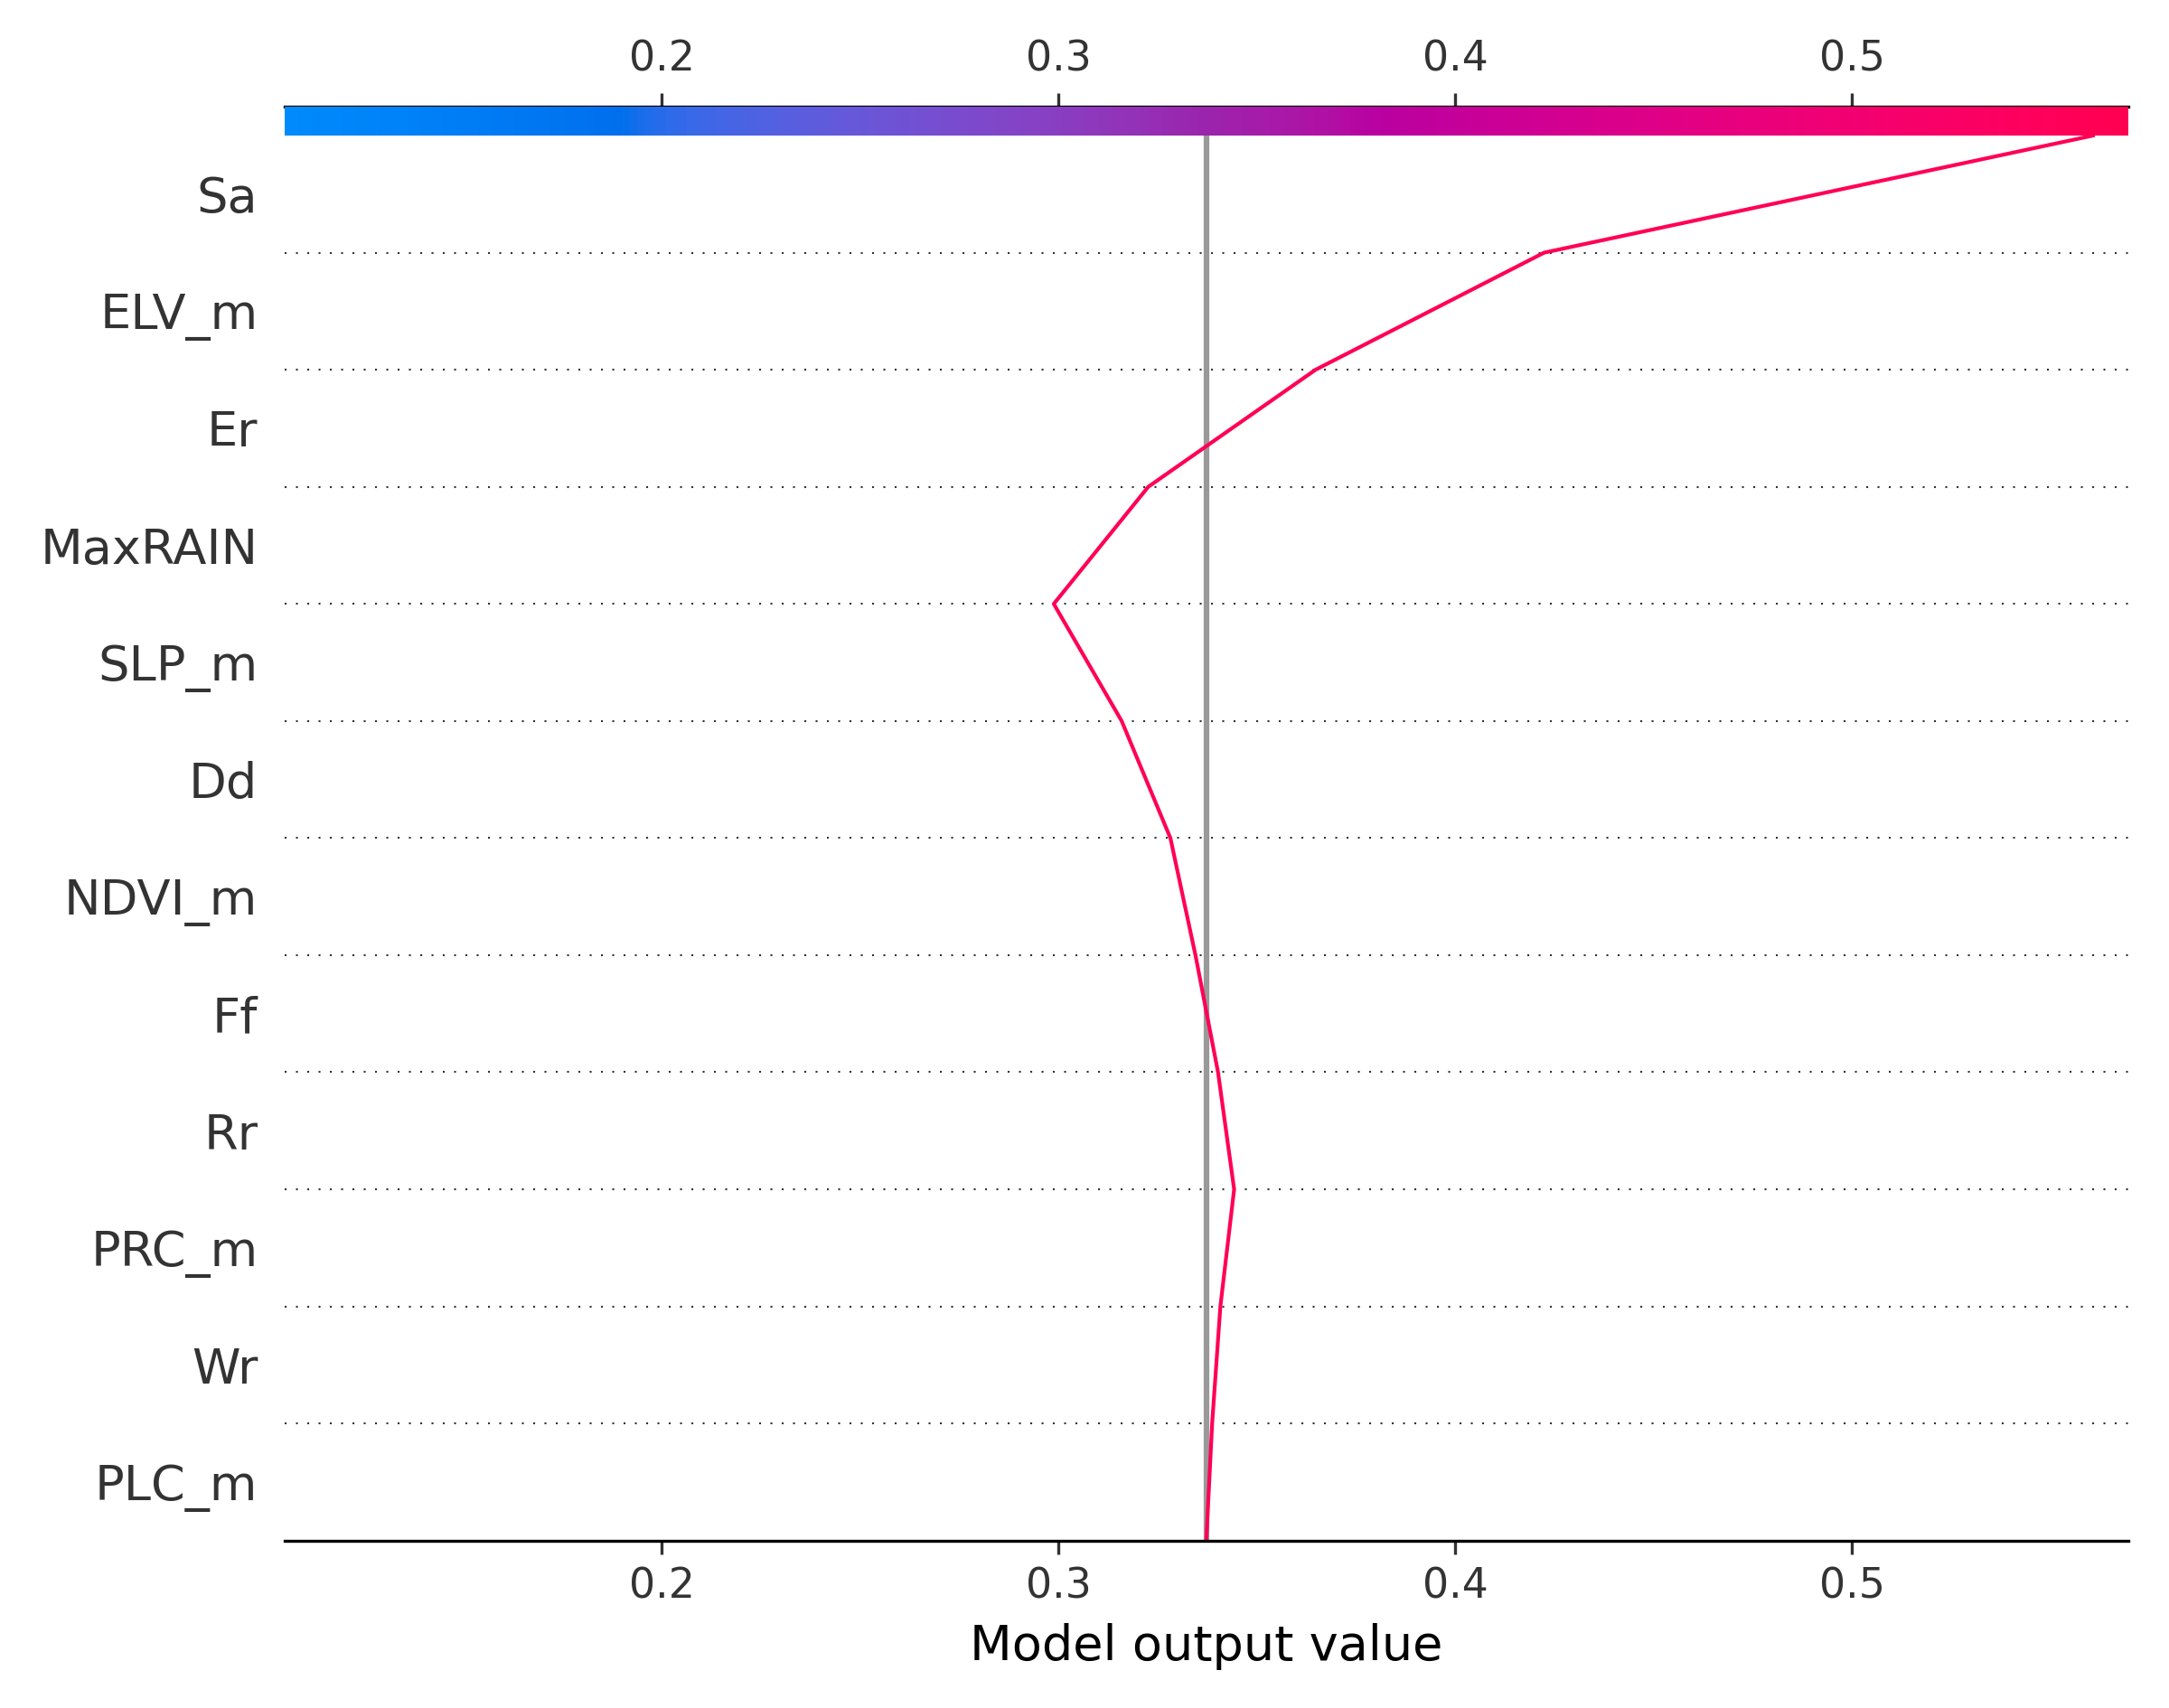 0.2 0.3 0.4 0.5
Sa
ELV_m
Er
MaxRAIN
SLP_m
Dd
NDVI_m
Ff
Rr
PRC_m
Wr
PLC_m
0.2 0.3 0.4 0.5
Model output value